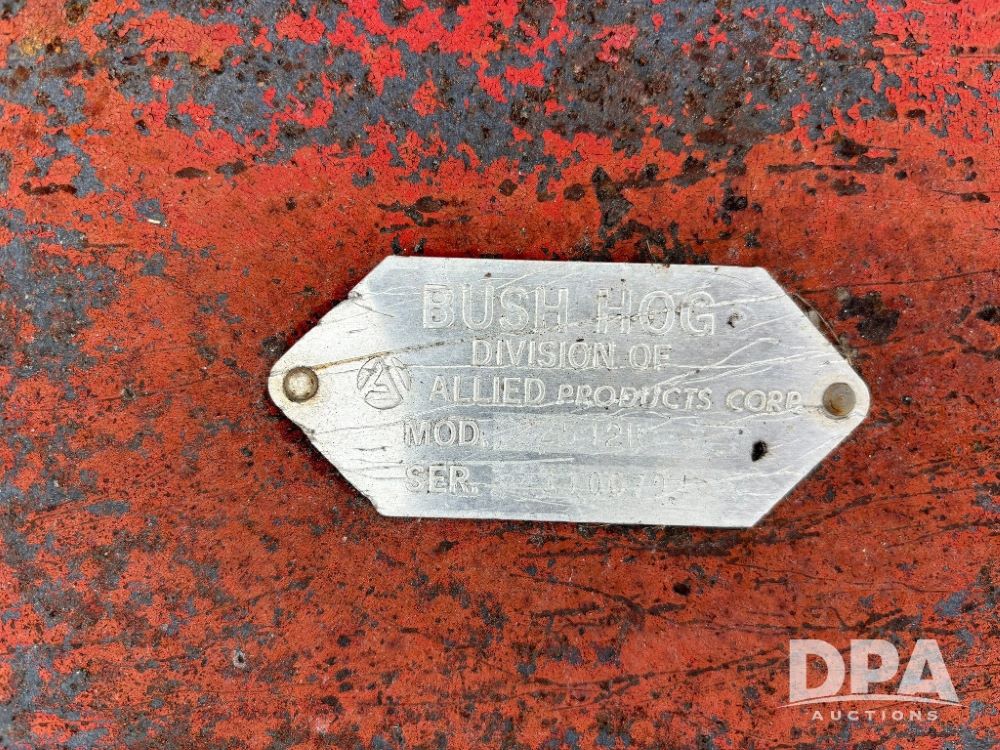 BUSH HOG
DIVISION OF
ALLIED PRODUCTS CORP.
MOD.
SER.
DPA
AUCTIONS